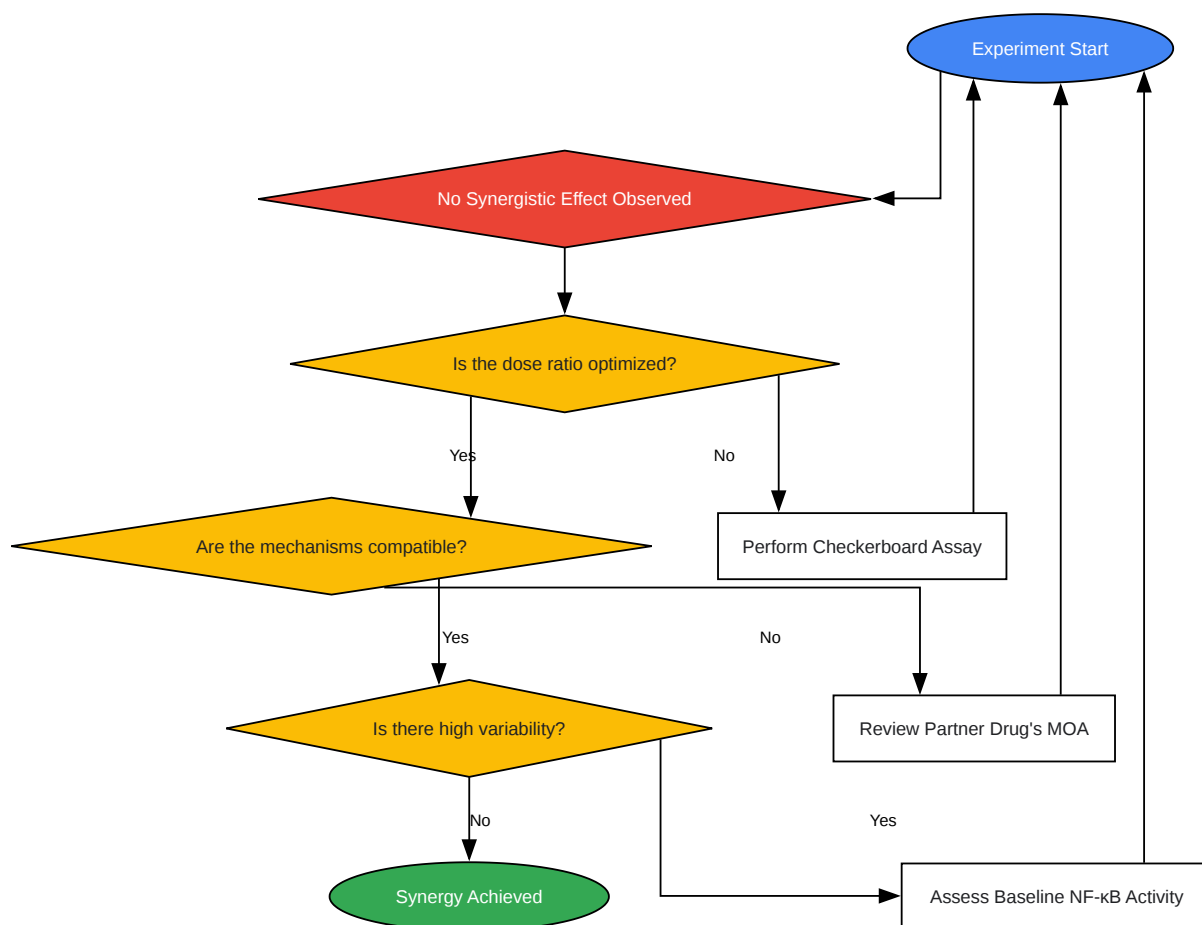 Experiment Start
No Synergistic Effect Observed
Is the dose ratio optimized?
Yes
No
Are the mechanisms compatible?
Perform Checkerboard Assay
Yes
No
Is there high variability?
Review Partner Drug's MOA
No
Yes
Synergy Achieved
Assess Baseline NF-κB Activity